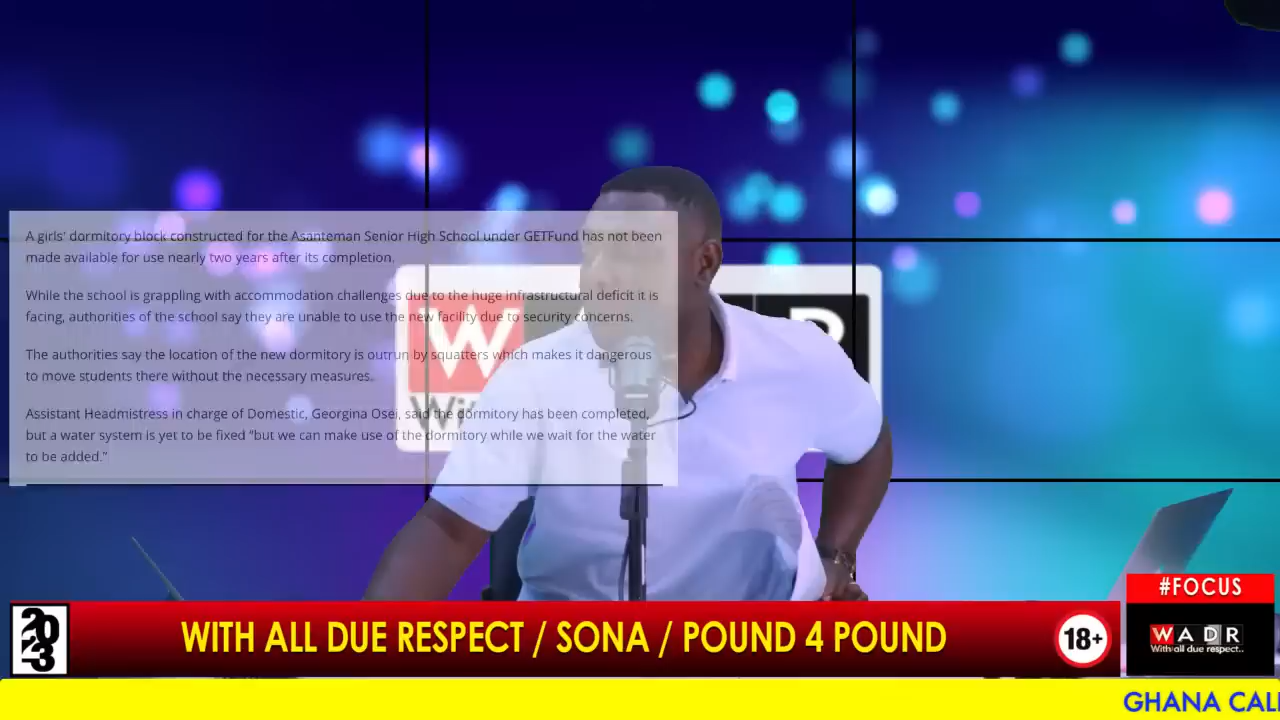 A girls' dormitory block constructed for the Asanteman Senior High School under GETFund has not been
made available for use nearly two years after its completion.
While the school is grappling with accommodation challenges due to the huge infrastructural deficit it is
facing, authorities of the school say they are unable to use the new facility due to security concerns.
The authorities say the location of the new dormitory is outrun by squatters which makes it dangerous
to move students there without the necessary measures.
Assistant Headmistress in charge of Domestic, Georgina Osei, said the dormitory has been completed,
but a water system is yet to be fixed “but we can make use of the dormitory while we wait for the water
to be added.”
W
R
Wi
#FOCUS
2023
WITH ALL DUE RESPECT / SONA / POUND 4 POUND
18+
WADR
With all due respect..
GHANA CAL